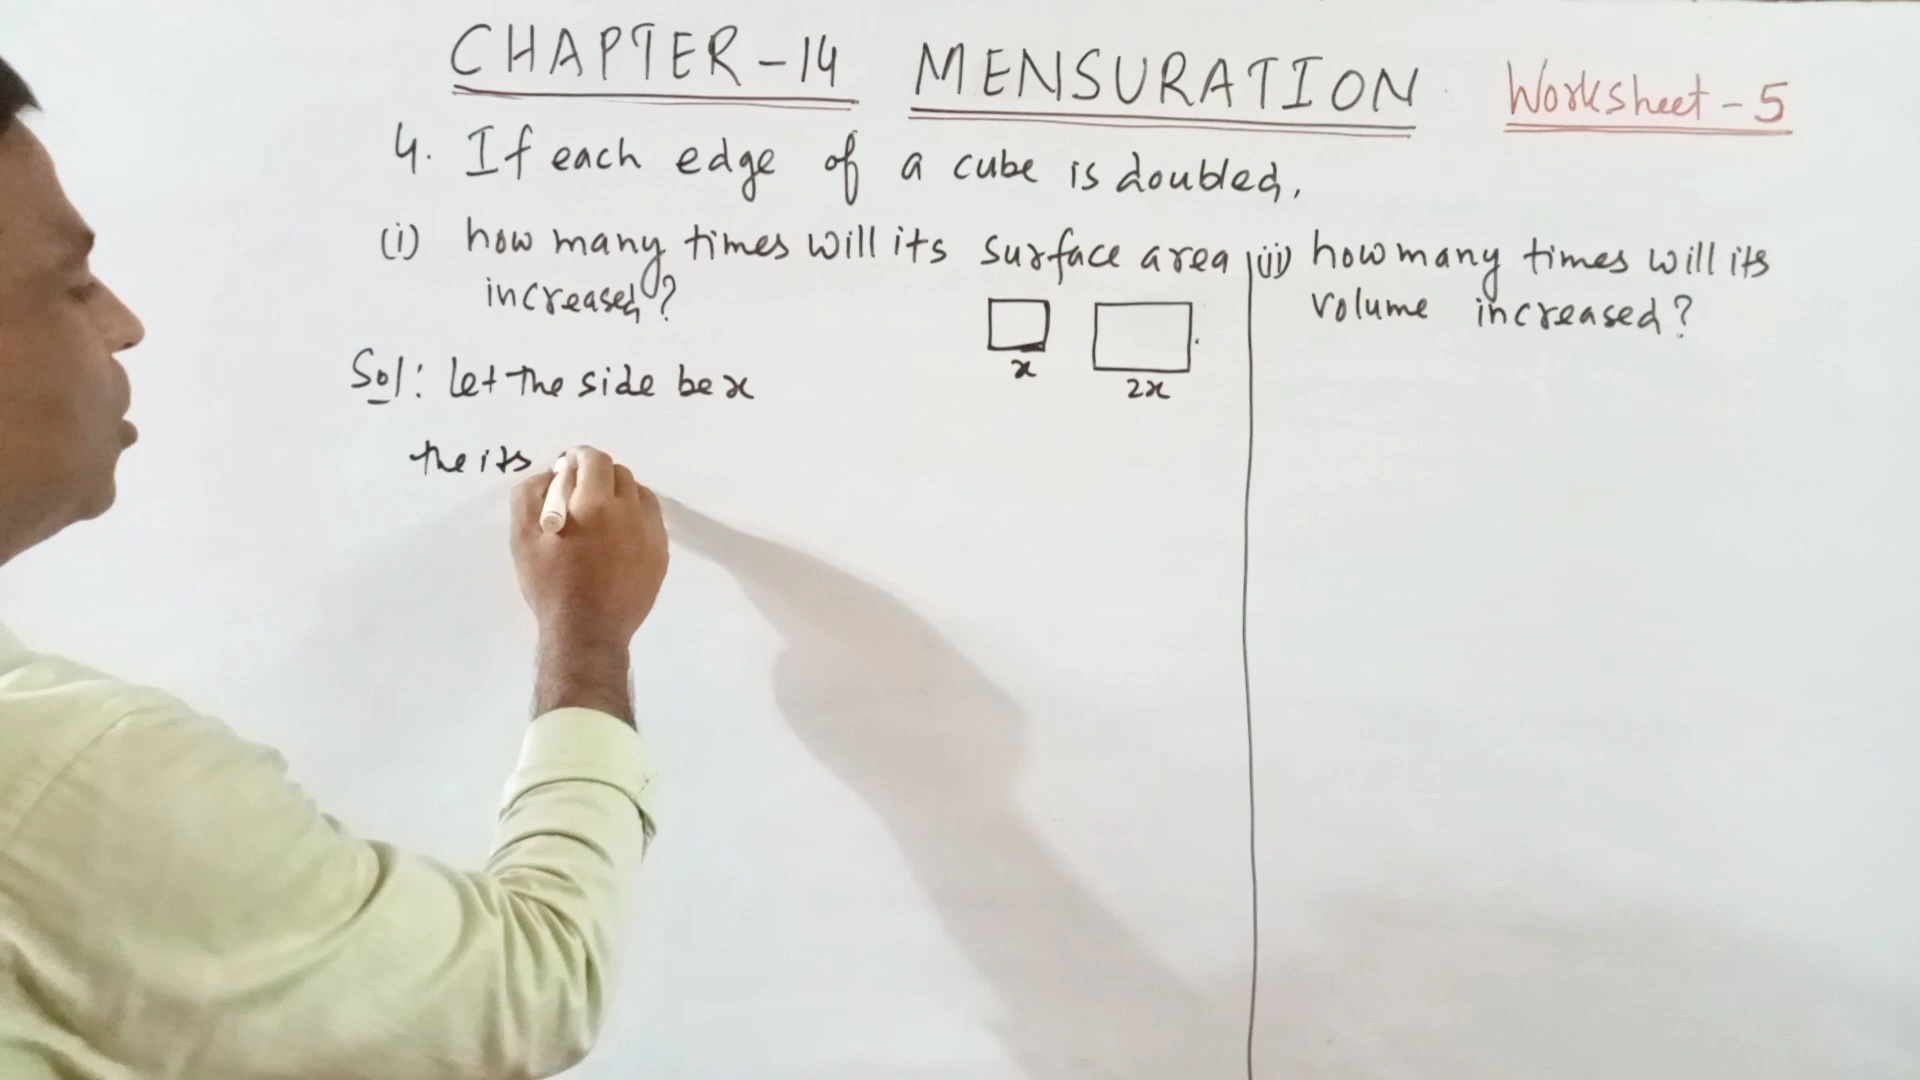 CHAPTER-14 MENSURATION Worksheet-5
4. If each edge of a cube is doubled,
(i) how many times will its surface area
increased?
(ii) how many times will its
volume increased?
x
2x
Sol: let the side be x
the its